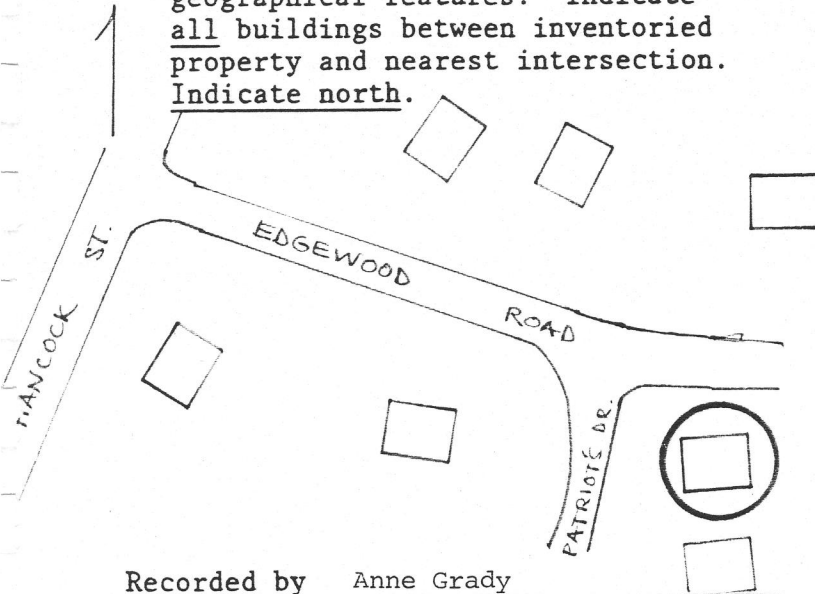 geographical features. Indicate
all buildings between inventoried
property and nearest intersection.
Indicate north.
HANCOCK ST.
EDGEWOOD ROAD
PATRIOTS DR.
Recorded by Anne Grady